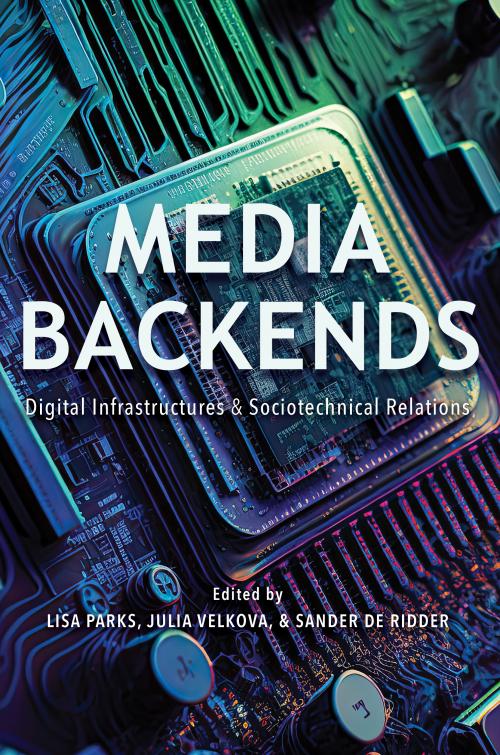 MEDIA
BACKENDS
Digital Infrastructures & Sociotechnical Relations
Edited by
LISA PARKS, JULIA VELKOVA, & SANDER DE RIDDER